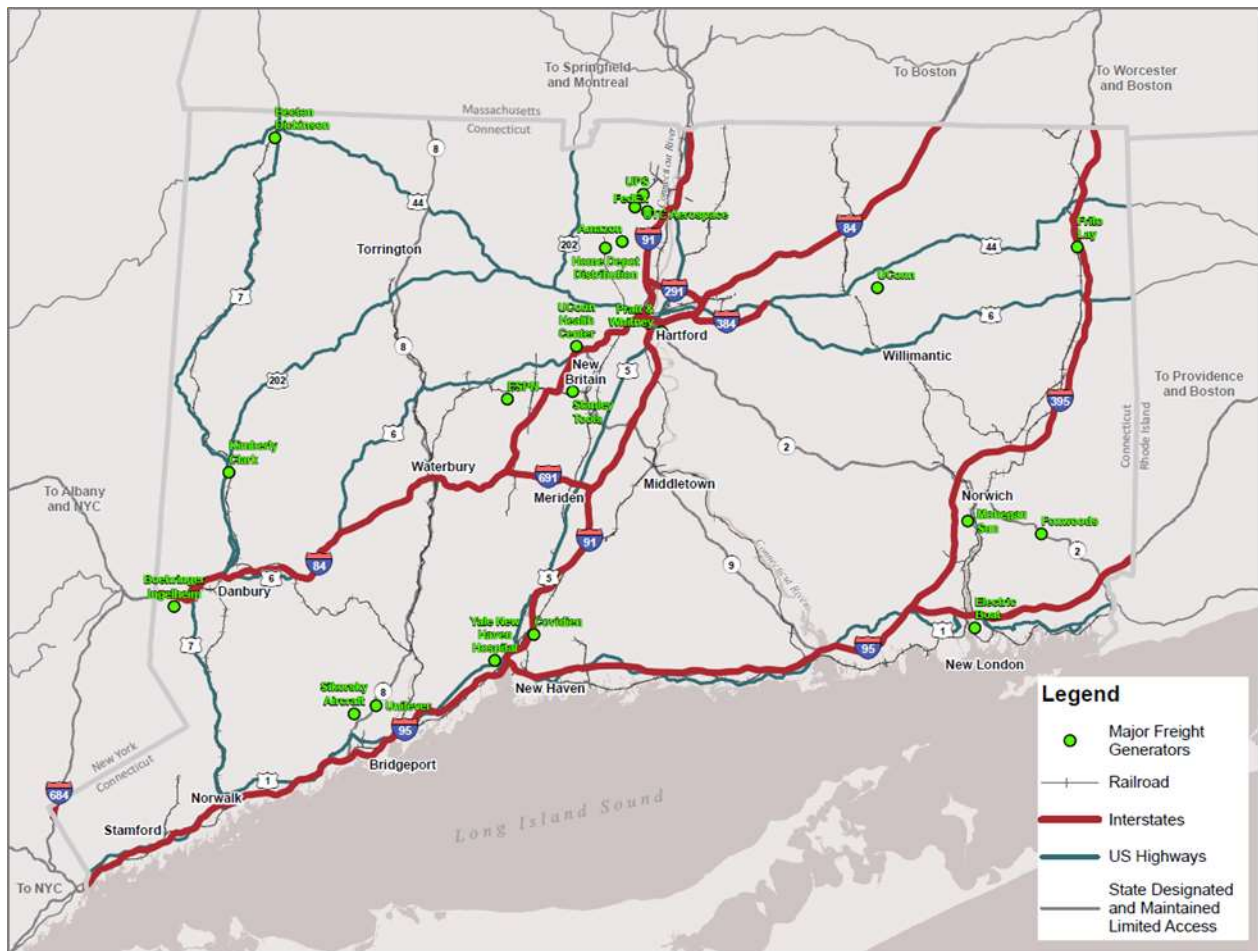 To Springfield
and Montreal
To Boston
To Worcester
and Boston
Massachusetts
Connecticut
Becton
Dickinson
8
Connecticut River
UPS
FedEx
Aerospace
44
91
84
Amazon
202
Home Depot
Distribution
Torrington
44
Frito
Lay
7
291
UConn
Pratt &
Whitney
384
Hartford
6
UConn
Health
Center
8
Willimantic
202
New
Britain
5
ESPN
Stanley
Tools
To Providence
and Boston
395
Connecticut
Rhode Island
6
2
Kimberly
Clark
Waterbury
691
Meriden
Middletown
To Albany
and NYC
Norwich
Mohegan
Sun
Foxwoods
2
91
84
6
Danbury
Boehringer
Ingelheim
5
9
Connecticut River
Electric
Boat
1
95
New London
7
Yale New
Haven
Hospital
Covidien
New Haven
Sikorsky
Aircraft
8
Unilever
95
Bridgeport
New York
Connecticut
684
1
Norwalk
Stamford
To NYC
Long Island Sound
Legend
Major Freight
Generators
Railroad
Interstates
US Highways
State Designated
and Maintained
Limited Access